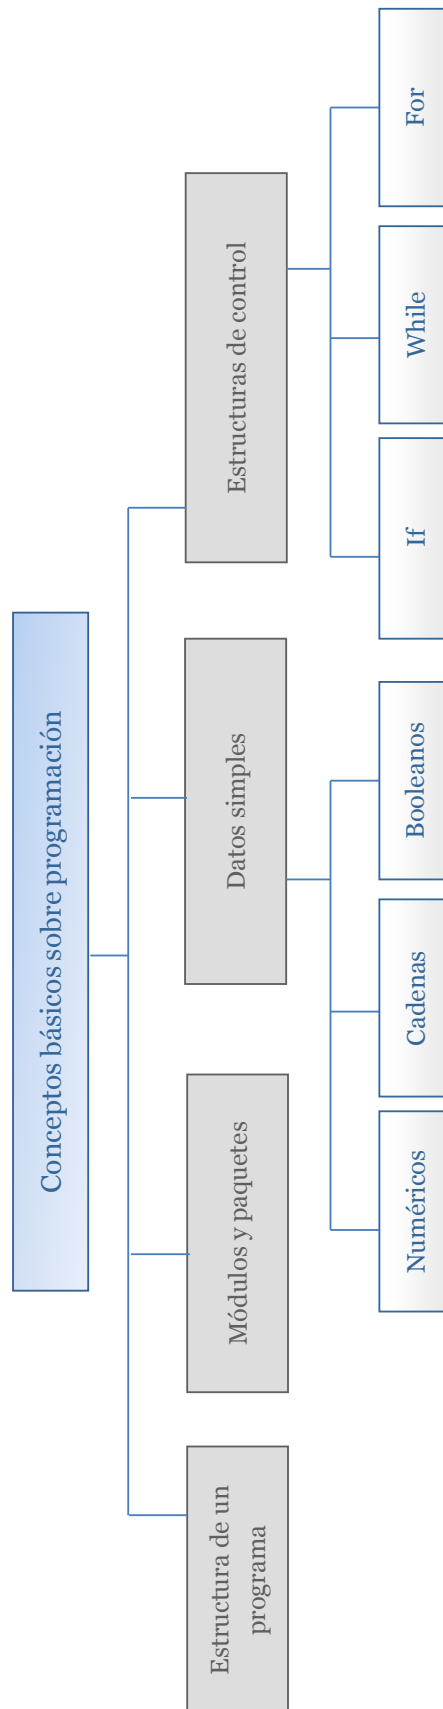 Conceptos básicos sobre programación
Estructura de un
programa
Módulos y paquetes
Datos simples
Estructuras de control
Numéricos
Cadenas
Booleanos
If
While
For